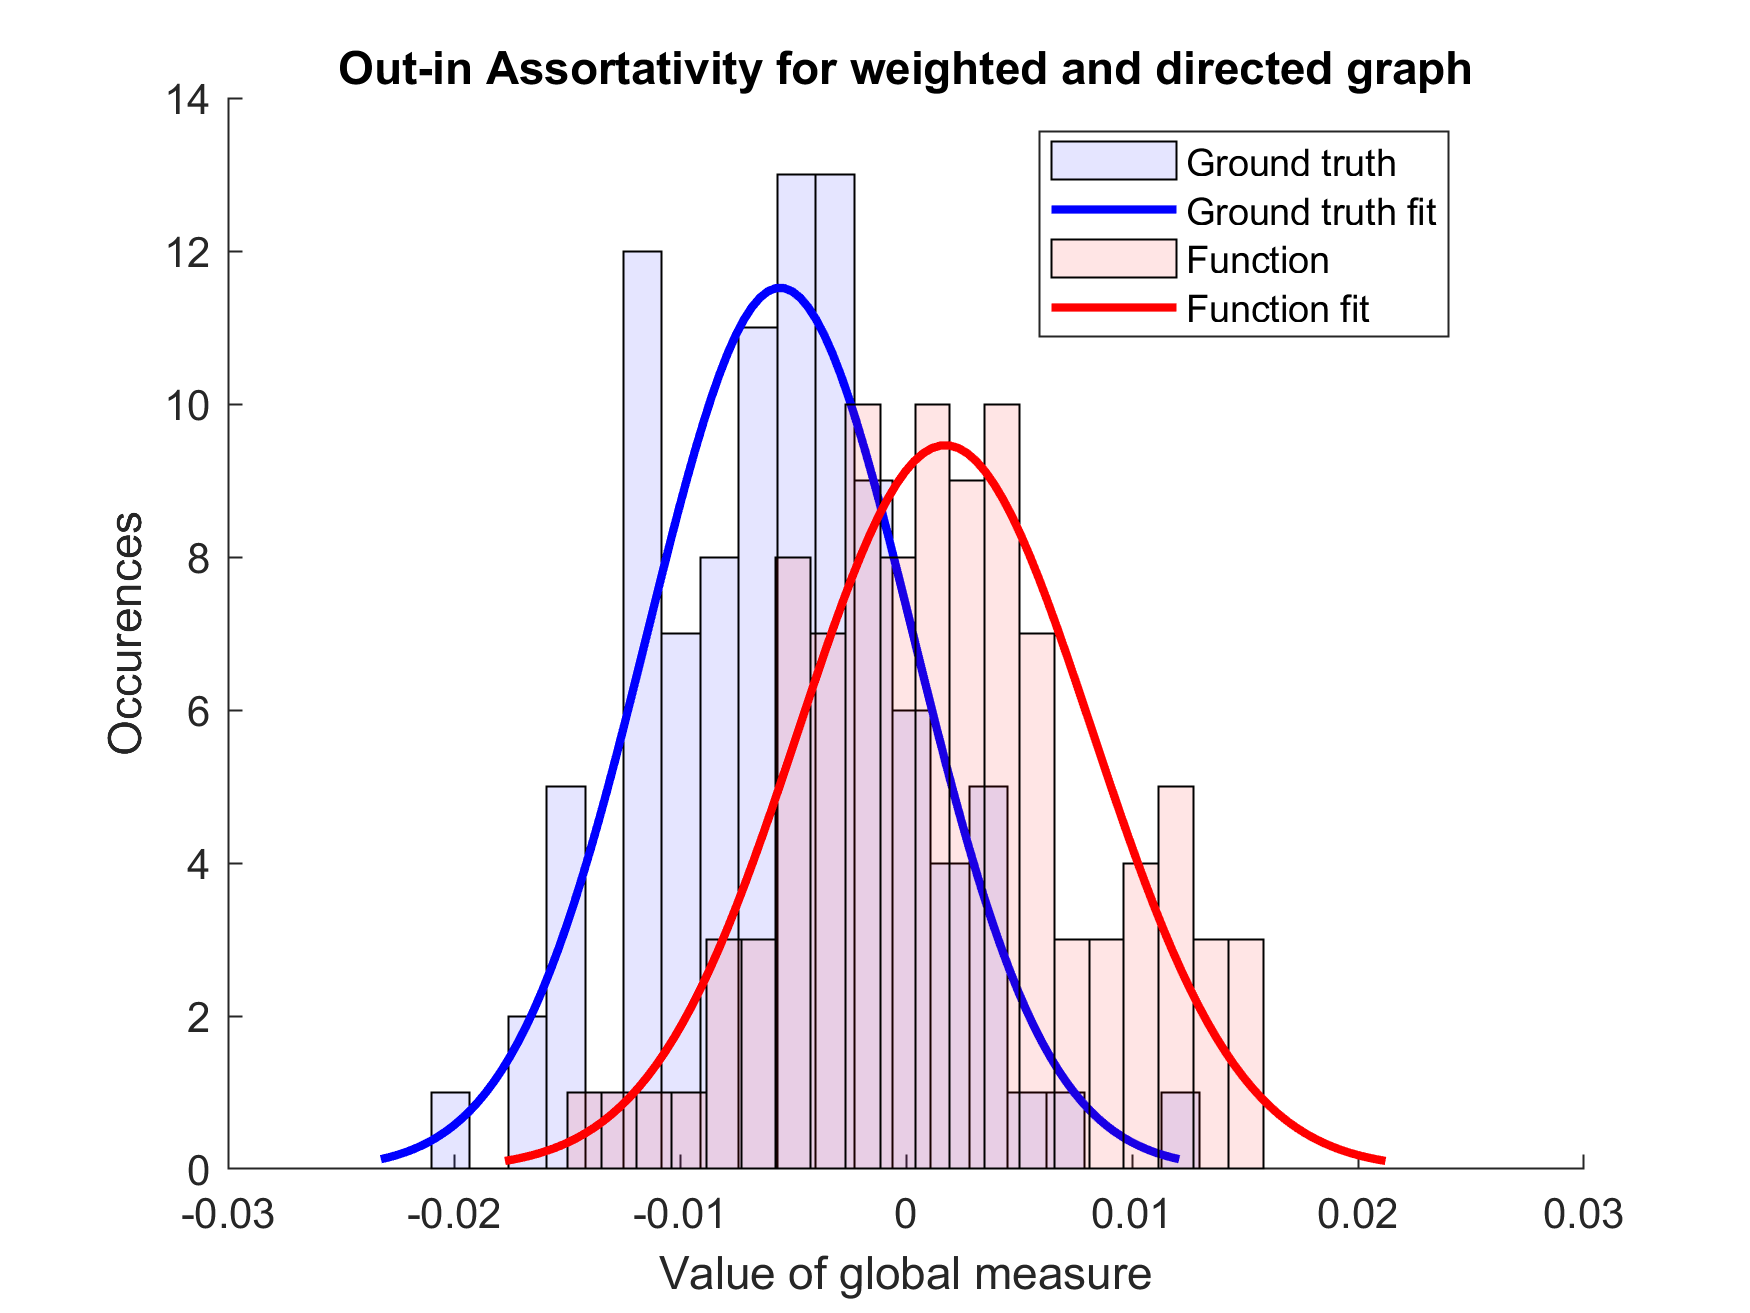 Out-in Assortativity for weighted and directed graph
14
12
10
8
6
4
2
0
Occurences
Ground truth
Ground truth fit
Function
Function fit
-0.03 -0.02 -0.01 0 0.01 0.02 0.03
Value of global measure